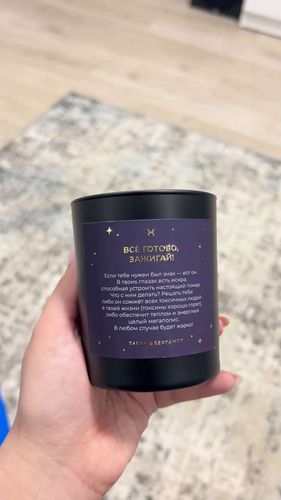 ВСЁ ГОТОВО,
ЗАЖИГАЙ!
Если тебе нужен был знак — вот он.
В твоих глазах есть искра,
способная устроить настоящий пожар.
Что с ним делать? Решать тебе:
либо он сожжёт всех токсичных людей
в твоей жизни (токсины хорошо горят),
либо обеспечит теплом и энергией
целый мегаполис.
В любом случае будет жарко!
ТАБАК & БЕРГАМОТ